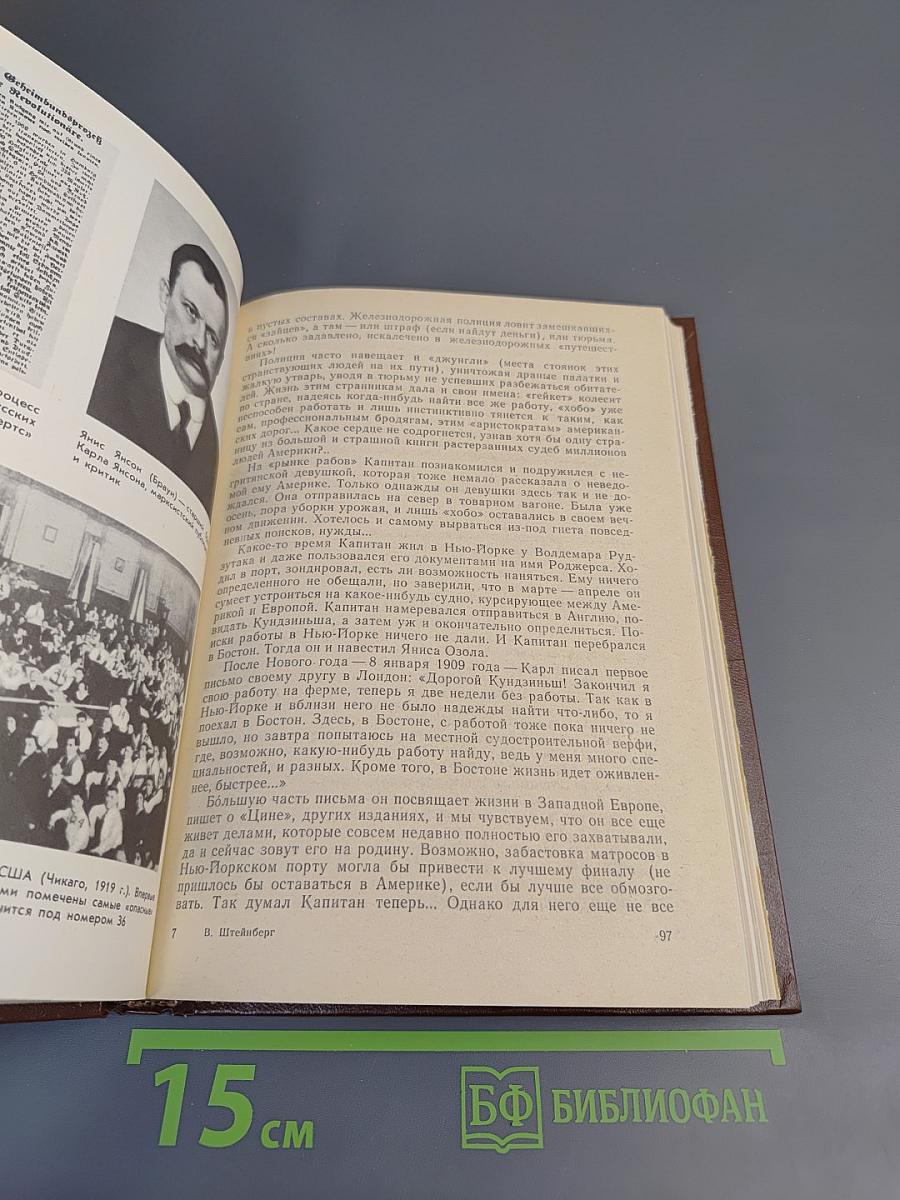 Geheimbundsprozeß
Revolutionäre.
роцесс
усских
ертс»
Янис Янсон (Браун) — старший
Карла Янсона, марксистский
и критик
США (Чикаго, 1919 г.). Впервые
ми помечены самые «опасные»
чится под номером 36
в пустых составах. Железнодорожная полиция ловит замешкавших-
ся «зайцев», а там — или штраф (если найдут деньги), или тюрьма.
А сколько задавлено, искалечено в железнодорожных «путешест-
виях»!
Полиция часто навещает и «джунгли» (места стоянок этих
странствующих людей на их пути), уничтожая драные палатки и
жалкую утварь, уводя в тюрьму не успевших разбежаться обитате-
лей. Жизнь этим странникам дала и свои имена: «гейкет» колесит
по стране, надеясь когда-нибудь найти все же работу, «хобо» уже
неспособен работать и лишь инстинктивно тянется к таким, как
сам, профессиональным бродягам, этим «аристократам» американ-
ских дорог... Какое сердце не содрогнется, узнав хотя бы одну стра-
ницу из большой и страшной книги растерзанных судеб миллионов
людей Америки?..
На «рынке рабов» Капитан познакомился и подружился с не-
гритянской девушкой, которая тоже немало рассказала о неведо-
мой ему Америке. Только однажды он девушки здесь так и не до-
ждался. Она отправилась на север в товарном вагоне. Была уже
осень, пора уборки урожая, и лишь «хобо» оставались в своем веч-
ном движении. Хотелось и самому вырваться из-под гнета повсед-
невных поисков, нужды...
Какое-то время Капитан жил в Нью-Йорке у Волдемара Руд-
зутака и даже пользовался его документами на имя Роджерса. Хо-
дил в порт, зондировал, есть ли возможность наняться. Ему ничего
определенного не обещали, но заверили, что в марте — апреле он
сумеет устроиться на какое-нибудь судно, курсирующее между Аме-
рикой и Европой. Капитан намеревался отправиться в Англию, по-
видать Кундзиньша, а затем уж и окончательно определиться. По-
иски работы в Нью-Йорке ничего не дали. И Капитан перебрался
в Бостон. Тогда он и навестил Яниса Озола.
После Нового года — 8 января 1909 года — Карл писал первое
письмо своему другу в Лондон: «Дорогой Кундзиньш! Закончил я
свою работу на ферме, теперь я две недели без работы. Так как в
Нью-Йорке и вблизи него не было надежды найти что-либо, то я
поехал в Бостон. Здесь, в Бостоне, с работой тоже пока ничего не
вышло, но завтра попытаюсь на местной судостроительной верфи,
где, возможно, какую-нибудь работу найду, ведь у меня много спе-
циальностей, и разных. Кроме того, в Бостоне жизнь идет оживлен-
нее, быстрее...»
Бо́льшую часть письма он посвящает жизни в Западной Европе,
пишет о «Цине», других изданиях, и мы чувствуем, что он все еще
живет делами, которые совсем недавно полностью его захватывали,
да и сейчас зовут его на родину. Возможно, забастовка матросов в
Нью-Йоркском порту могла бы привести к лучшему финалу (не
пришлось бы оставаться в Америке), если бы лучше все обмозго-
вать. Так думал Капитан теперь... Однако для него еще не все
7 В. Штейнберг 97
15 см БФ БИБЛИОФАН